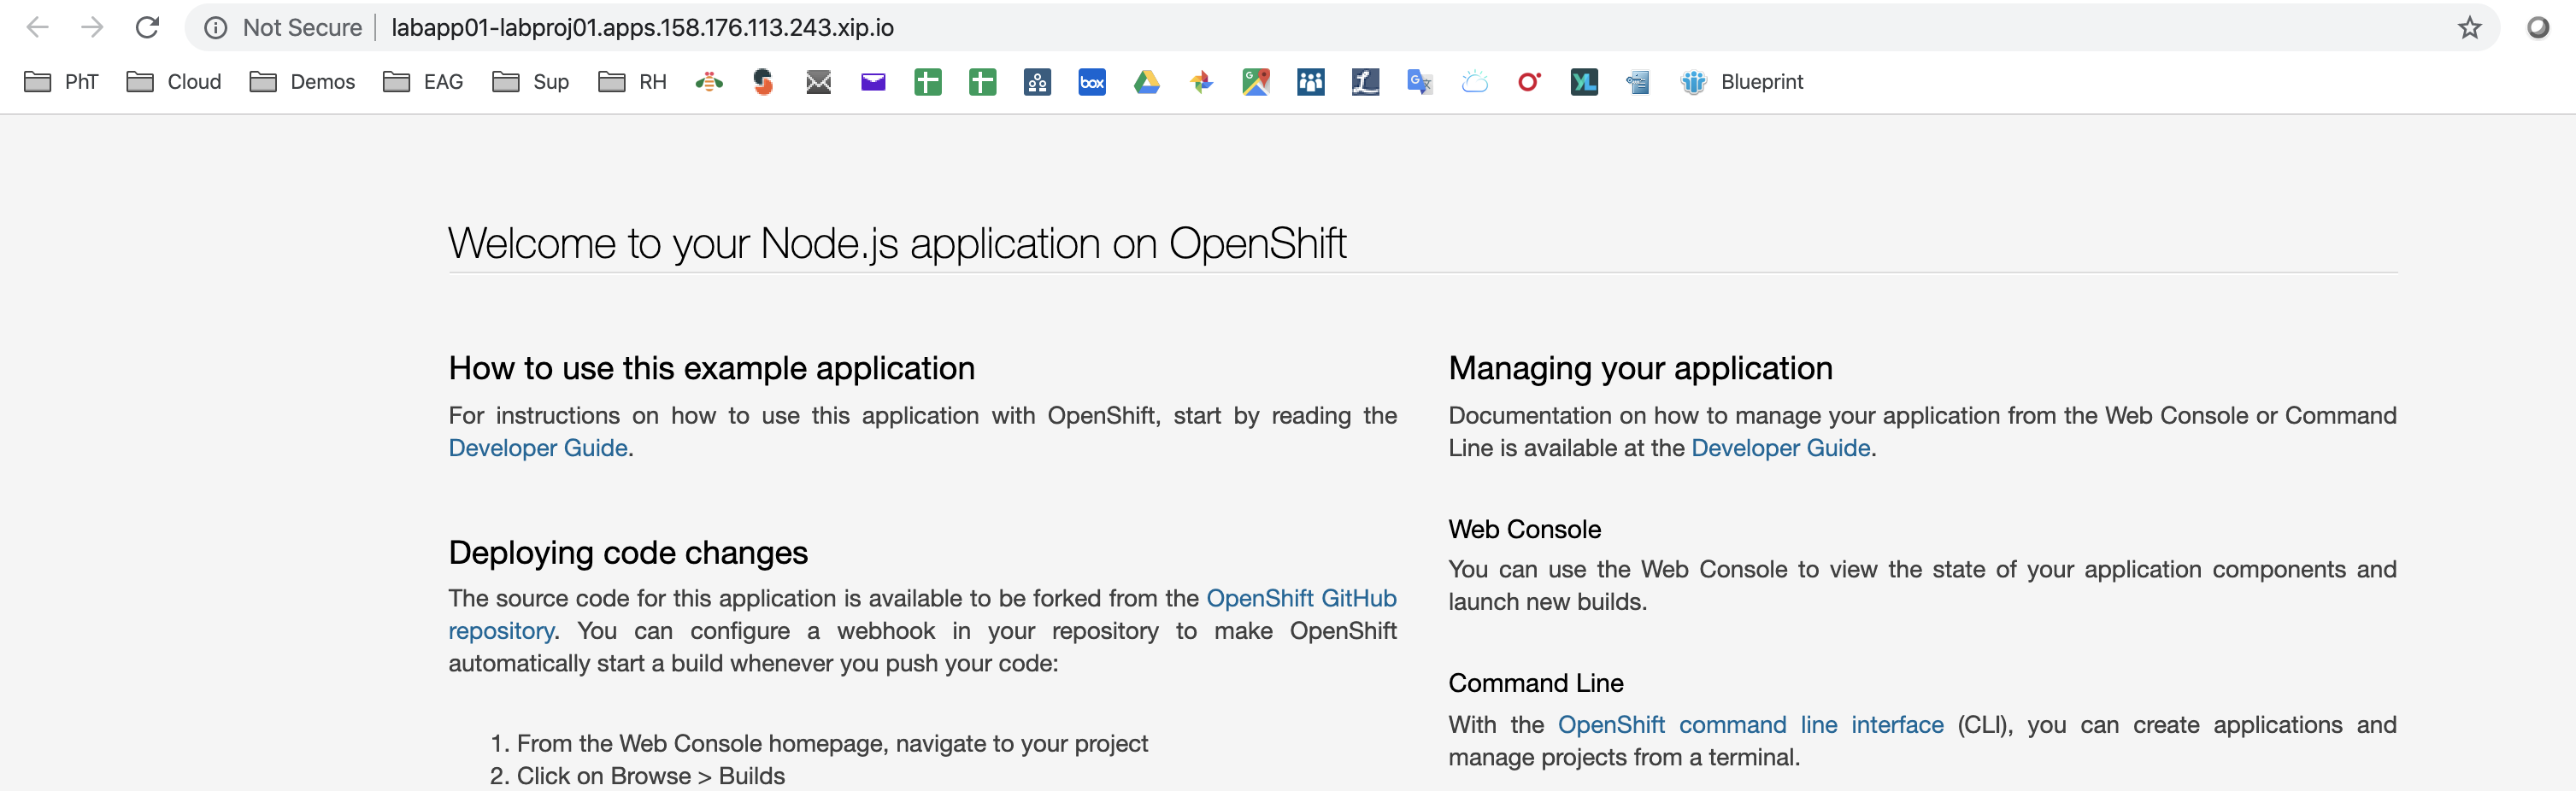 Not Secure labapp01-labproj01.apps.158.176.113.243.xip.io
PhT Cloud Demos EAG Sup RH box L G YL Blueprint
Welcome to your Node.js application on OpenShift
How to use this example application
For instructions on how to use this application with OpenShift, start by reading the
Developer Guide.
Deploying code changes
The source code for this application is available to be forked from the OpenShift GitHub
repository. You can configure a webhook in your repository to make OpenShift
automatically start a build whenever you push your code:
1. From the Web Console homepage, navigate to your project
2. Click on Browse > Builds
Managing your application
Documentation on how to manage your application from the Web Console or Command
Line is available at the Developer Guide.
Web Console
You can use the Web Console to view the state of your application components and
launch new builds.
Command Line
With the OpenShift command line interface (CLI), you can create applications and
manage projects from a terminal.